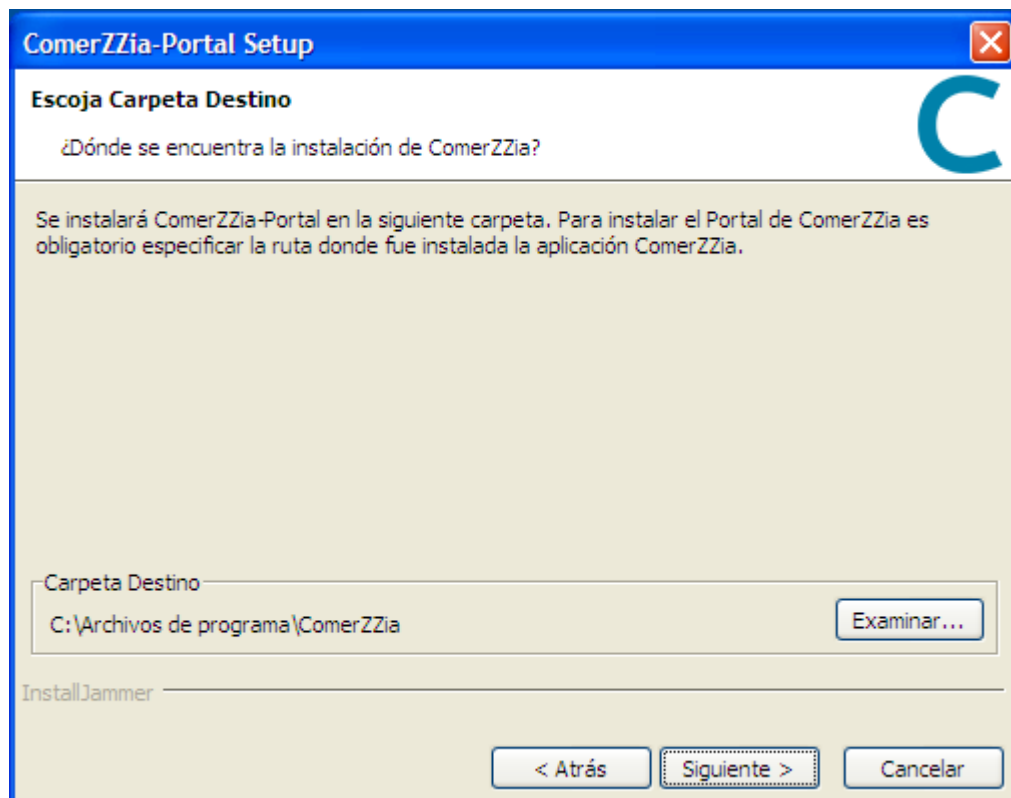 ComerZZia-Portal Setup
Escoja Carpeta Destino
¿Dónde se encuentra la instalación de ComerZZia?
Se instalará ComerZZia-Portal en la siguiente carpeta. Para instalar el Portal de ComerZZia es
obligatorio especificar la ruta donde fue instalada la aplicación ComerZZia.
Carpeta Destino
C:\Archivos de programa\ComerZZia
Examinar...
InstallJammer
< Atrás
Siguiente >
Cancelar